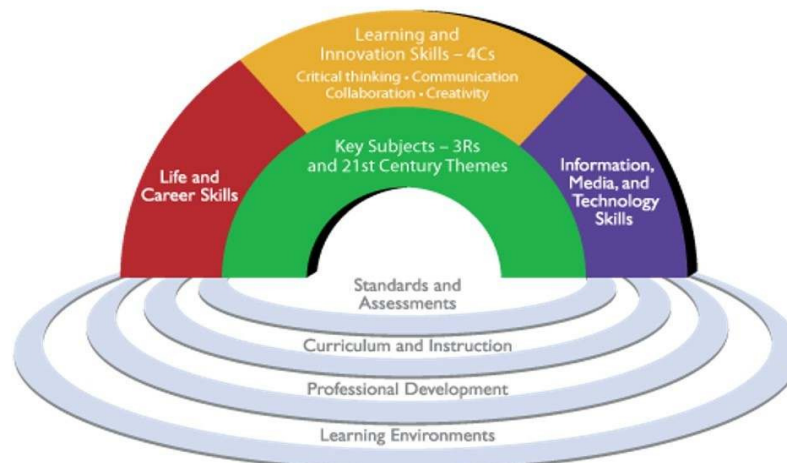 Learning and
Innovation Skills – 4Cs
Critical thinking • Communication
Collaboration • Creativity
Key Subjects – 3Rs
and 21st Century Themes
Life and
Career Skills
Information,
Media, and
Technology
Skills
Standards and
Assessments
Curriculum and Instruction
Professional Development
Learning Environments